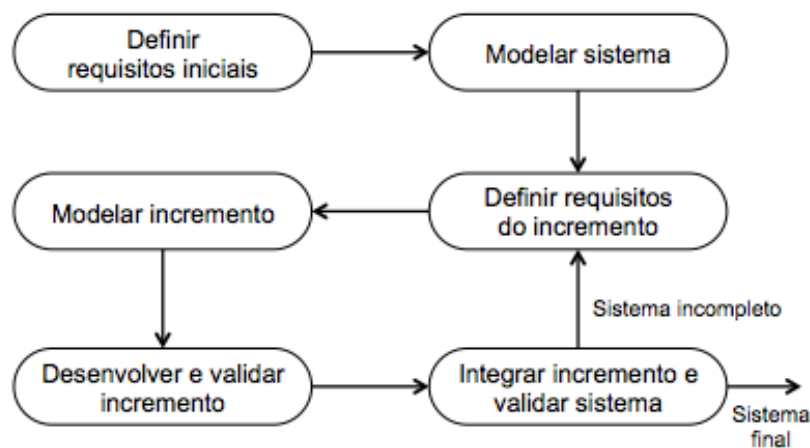 Definir
requisitos iniciais
Modelar sistema
Modelar incremento
Definir requisitos
do incremento
Sistema incompleto
Desenvolver e validar
incremento
Integrar incremento e
validar sistema
Sistema
final